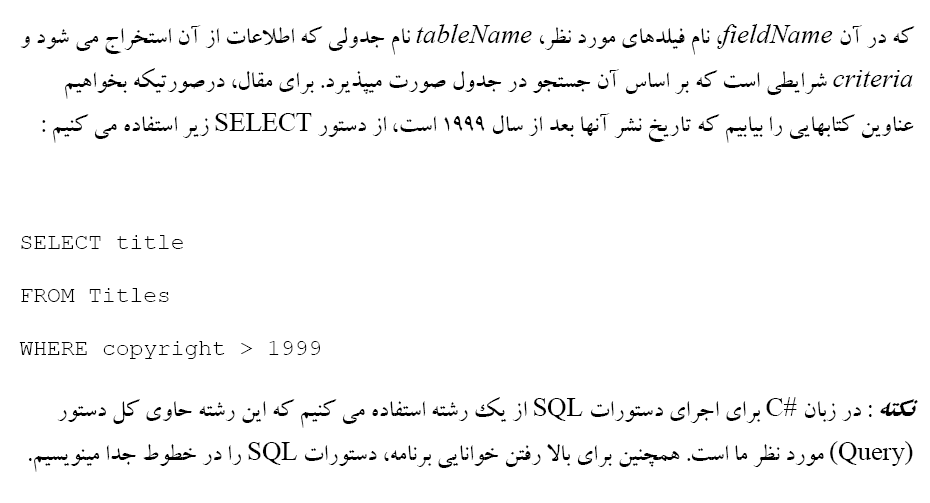 که در آن fieldName، نام فیلدهای مورد نظر، tableName نام جدولی که اطلاعات از آن استخراج می شود و
criteria شرایطی است که بر اساس آن جستجو در جدول صورت میپذیرد. برای مقال، درصورتیکه بخواهیم
عناوین کتابهایی را بیابیم که تاریخ نشر آنها بعد از سال ۱۹۹۹ است، از دستور SELECT زیر استفاده می کنیم :
SELECT title
FROM Titles
WHERE copyright > 1999
نکته : در زبان C# برای اجرای دستورات SQL از یک رشته استفاده می کنیم که این رشته حاوی کل دستور
(Query) مورد نظر ما است. همچنین برای بالا رفتن خوانایی برنامه، دستورات SQL را در خطوط جدا مینویسیم.